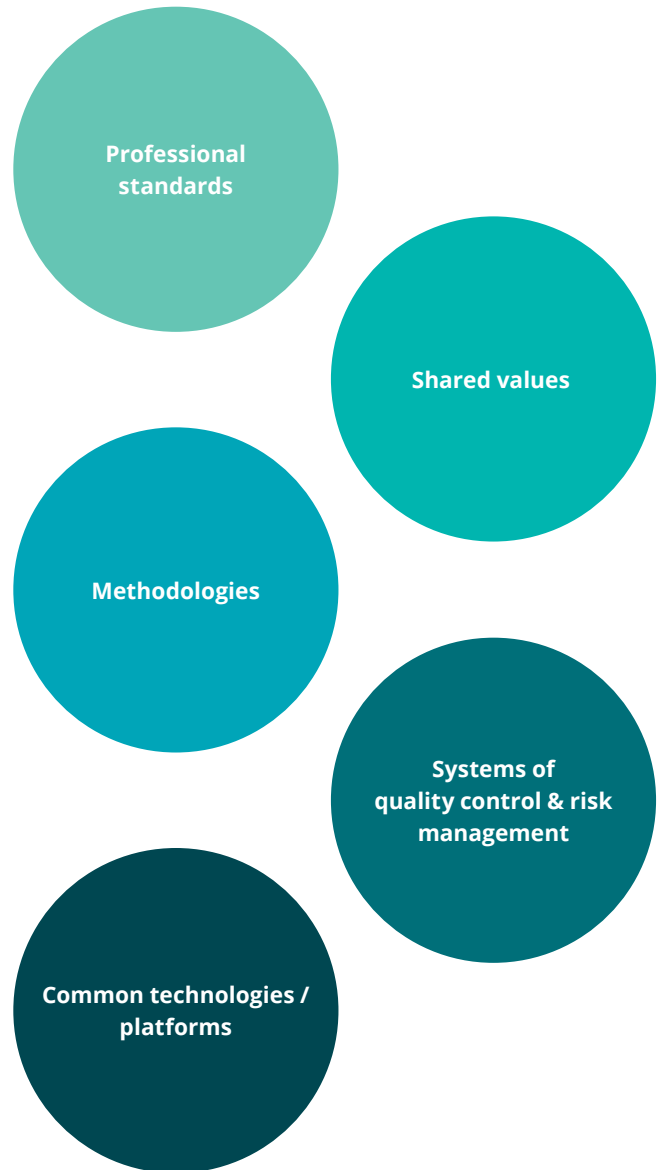 Professional
standards
Shared values
Methodologies
Systems of
quality control & risk
management
Common technologies /
platforms